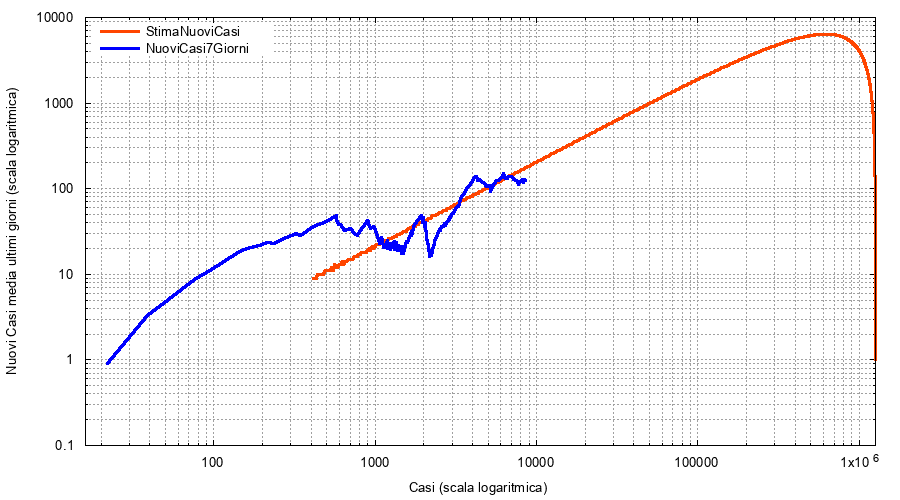 10000
StimaNuoviCasi
NuoviCasi7Giorni
1000
100
10
1
0.1
Nuovi Casi media ultimi giorni (scala logaritmica)
100
1000
10000
100000
1x10 6
Casi (scala logaritmica)